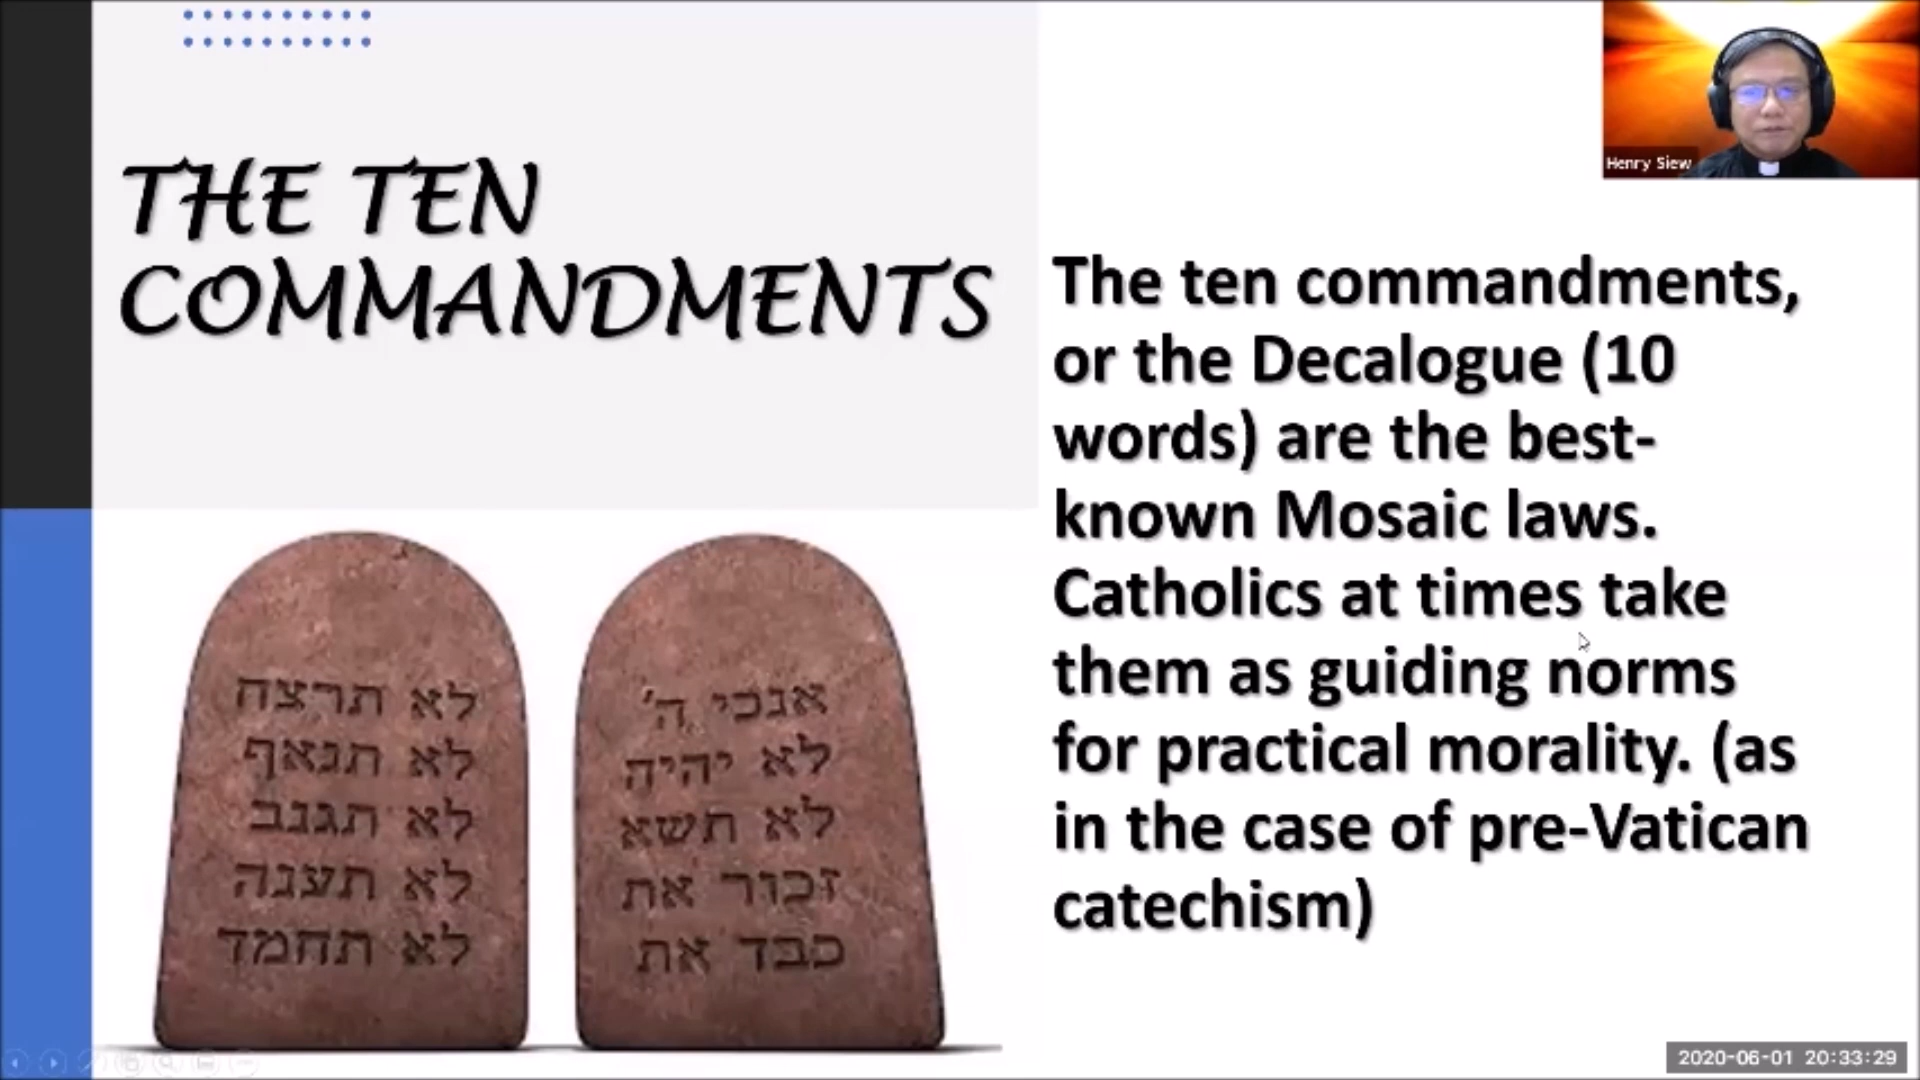 THE TEN
COMMANDMENTS
אנכי ה'
לא יהיה
לא תשא
זכור את
כבד את
לא תרצח
לא תנאף
לא תגנב
לא תענה
לא תחמד
The ten commandments,
or the Decalogue (10
words) are the best-
known Mosaic laws.
Catholics at times take
them as guiding norms
for practical morality. (as
in the case of pre-Vatican
catechism)
Henry Siew
2020-06-01 20:33:29